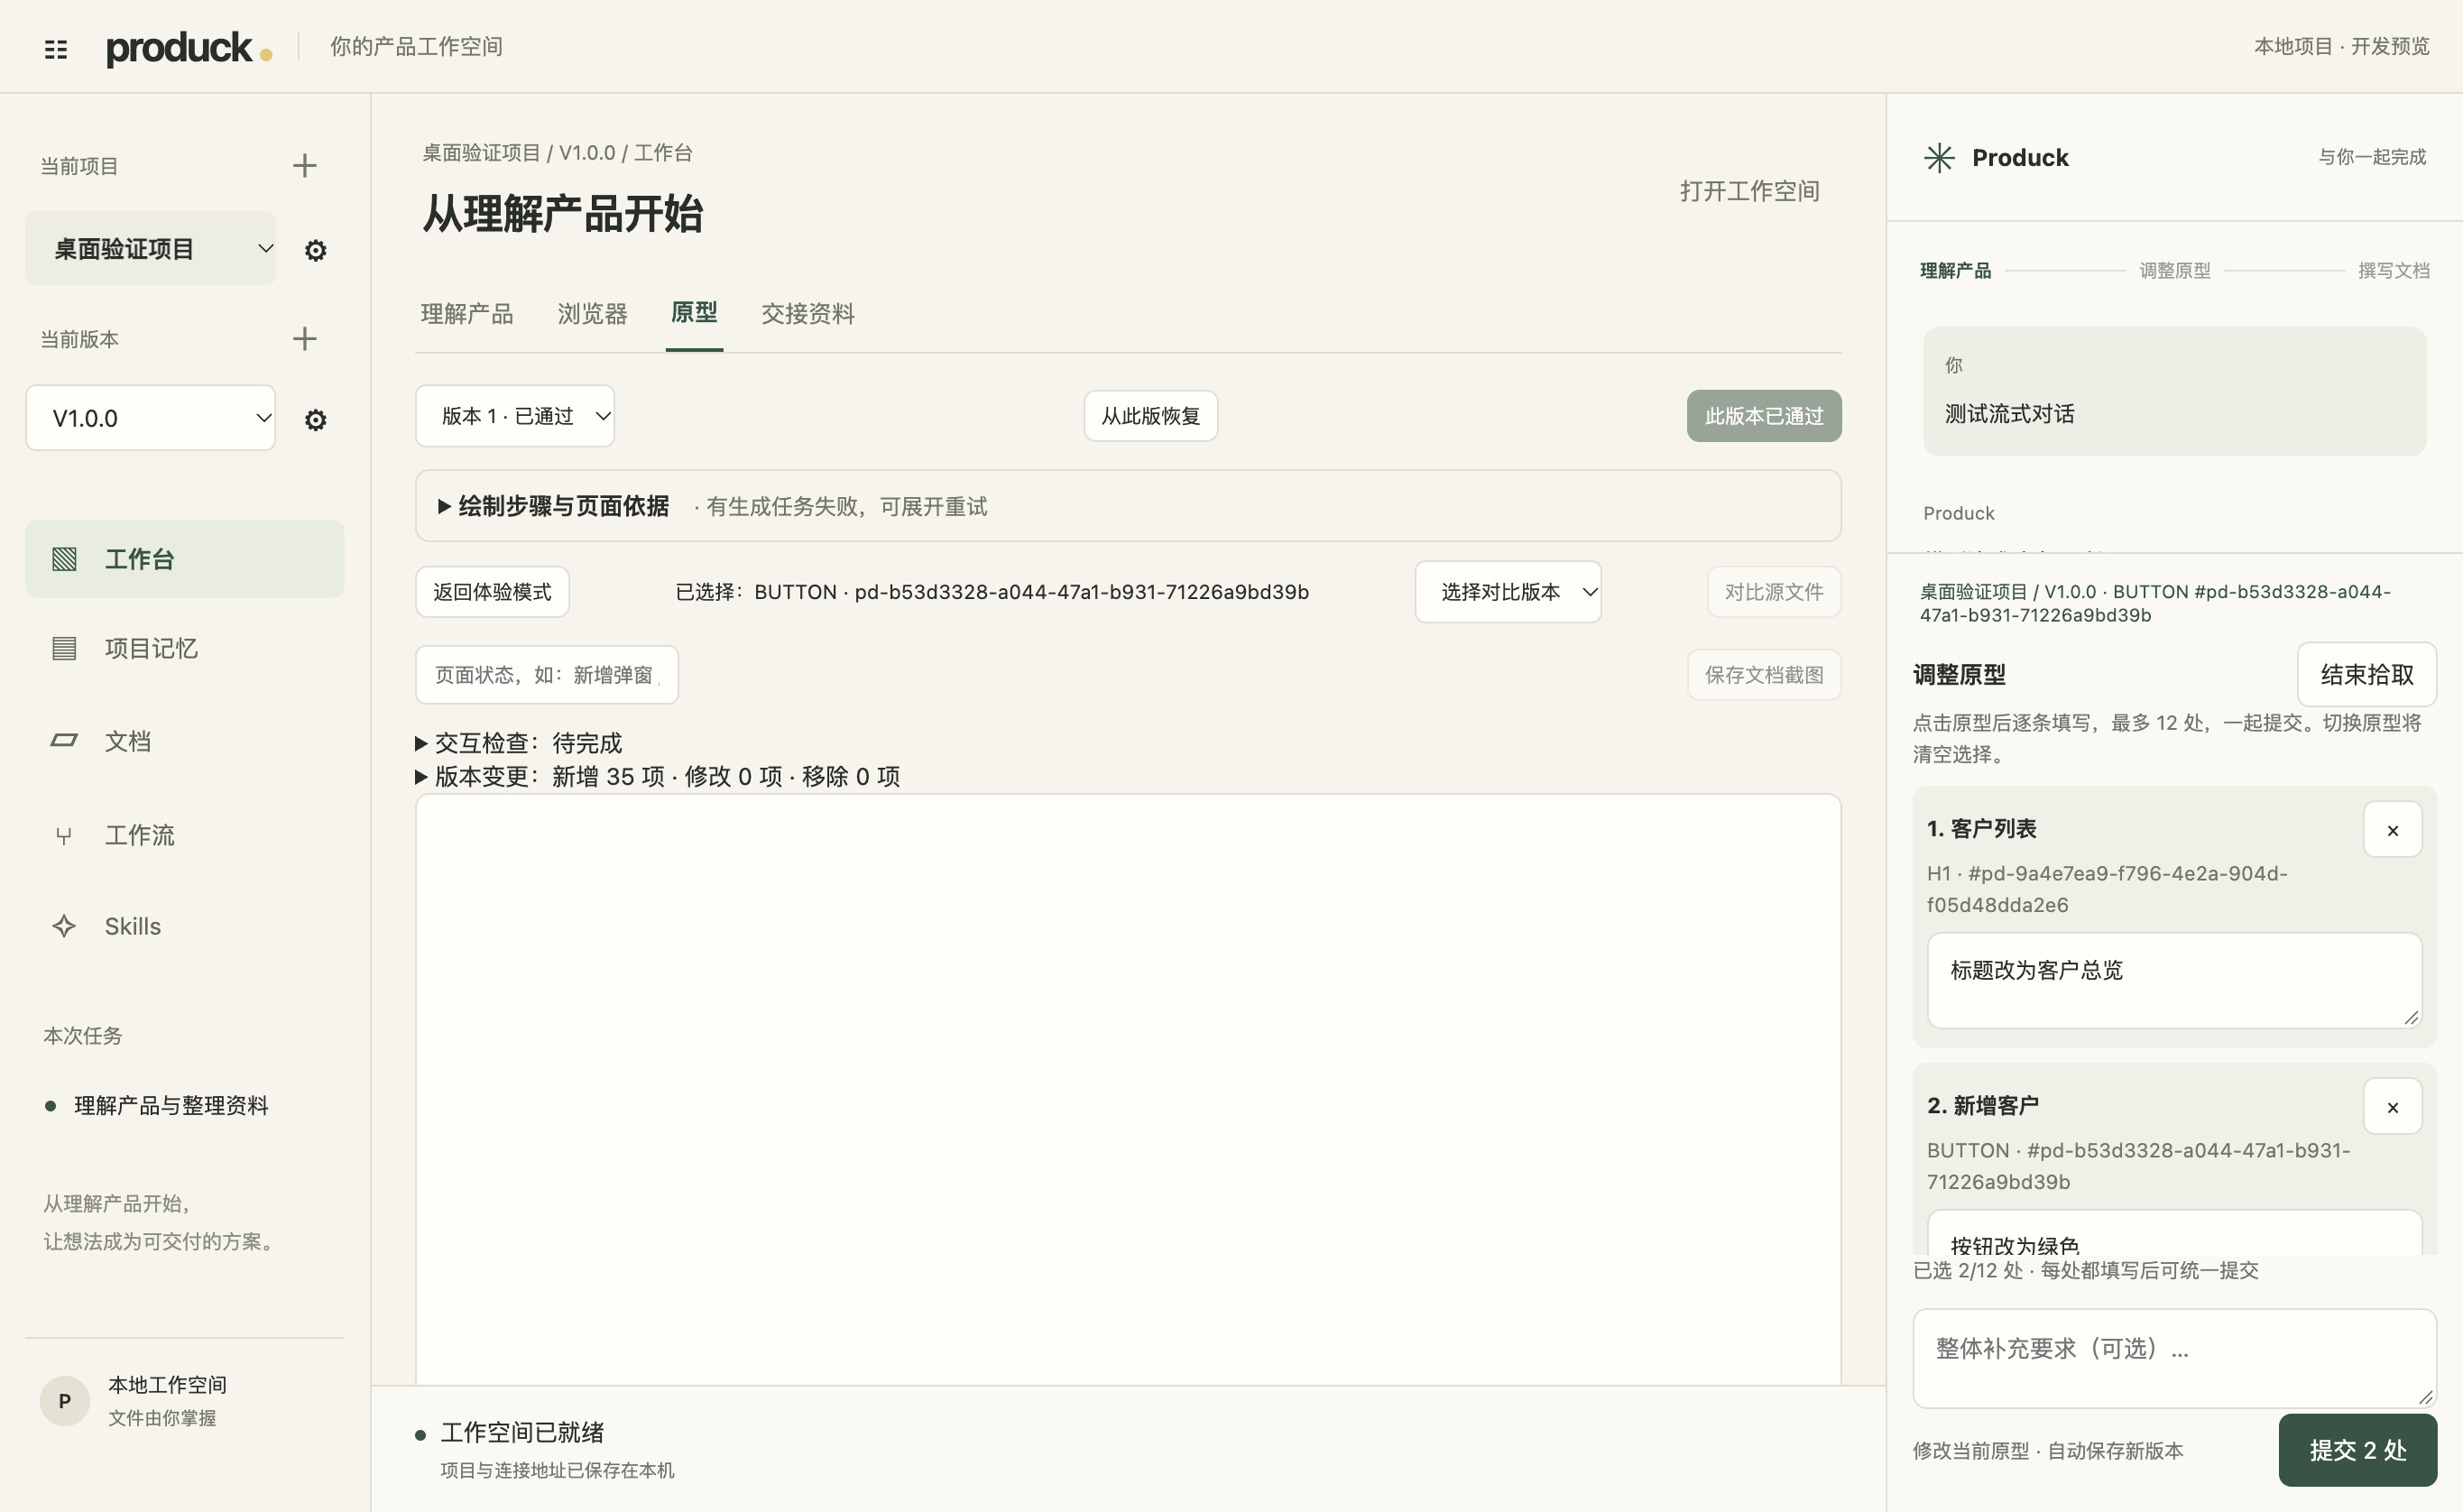 produck
你的产品工作空间
本地项目 · 开发预览
当前项目
桌面验证项目
当前版本
V1.0.0
工作台
项目记忆
文档
工作流
Skills
本次任务
理解产品与整理资料
从理解产品开始，
让想法成为可交付的方案。
P
本地工作空间
文件由你掌握
桌面验证项目 / V1.0.0 / 工作台
从理解产品开始
打开工作空间
理解产品 浏览器 原型 交接资料
版本 1 · 已通过
从此版恢复
此版本已通过
绘制步骤与页面依据 · 有生成任务失败，可展开重试
返回体验模式
已选择：BUTTON · pd-b53d3328-a044-47a1-b931-71226a9bd39b
选择对比版本
对比源文件
页面状态，如：新增弹窗
保存文档截图
交互检查：待完成
版本变更：新增 35 项 · 修改 0 项 · 移除 0 项
工作空间已就绪
项目与连接地址已保存在本机
Produck
与你一起完成
理解产品 调整原型 撰写文档
你
测试流式对话
Produck
桌面验证项目 / V1.0.0 · BUTTON #pd-b53d3328-a044-
47a1-b931-71226a9bd39b
调整原型
结束拾取
点击原型后逐条填写，最多 12 处，一起提交。切换原型将
清空选择。
1. 客户列表
×
H1 · #pd-9a4e7ea9-f796-4e2a-904d-
f05d48dda2e6
标题改为客户总览
2. 新增客户
×
BUTTON · #pd-b53d3328-a044-47a1-b931-
71226a9bd39b
按钮改为绿色
已选 2/12 处 · 每处都填写后可统一提交
整体补充要求（可选）...
修改当前原型 · 自动保存新版本
提交 2 处